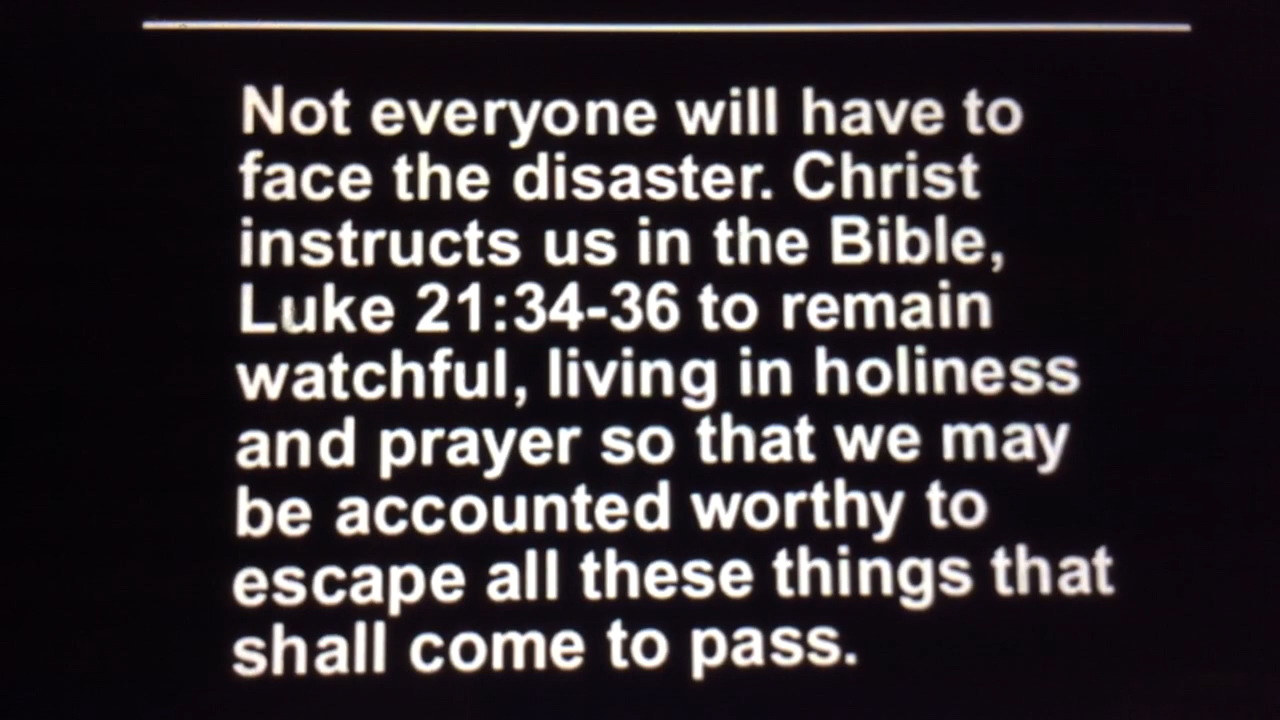 Not everyone will have to
face the disaster. Christ
instructs us in the Bible,
Luke 21:34-36 to remain
watchful, living in holiness
and prayer so that we may
be accounted worthy to
escape all these things that
shall come to pass.